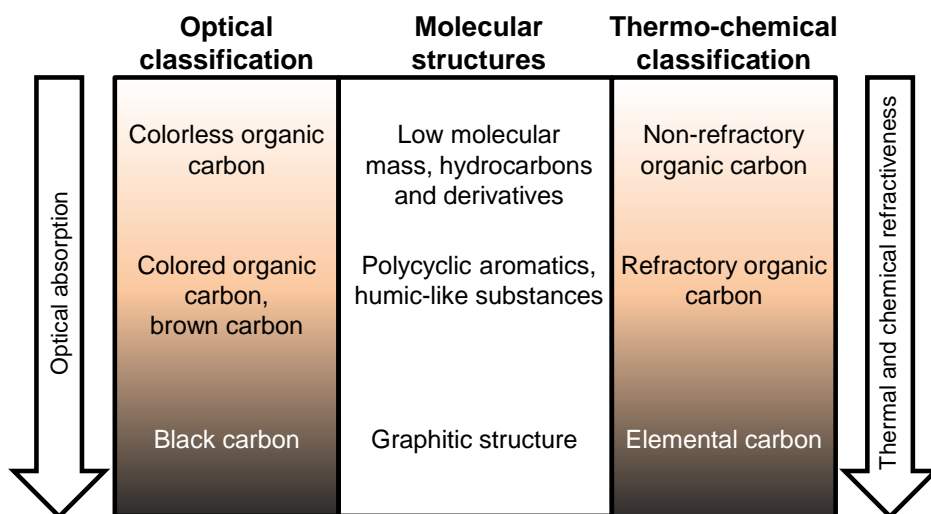 Optical
classification
Molecular
structures
Thermo-chemical
classification
Optical absorption
Colorless organic
carbon
Low molecular
mass, hydrocarbons
and derivatives
Non-refractory
organic carbon
Colored organic
carbon,
brown carbon
Polycyclic aromatics,
humic-like substances
Refractory organic
carbon
Black carbon
Graphitic structure
Elemental carbon
Thermal and chemical refractiveness